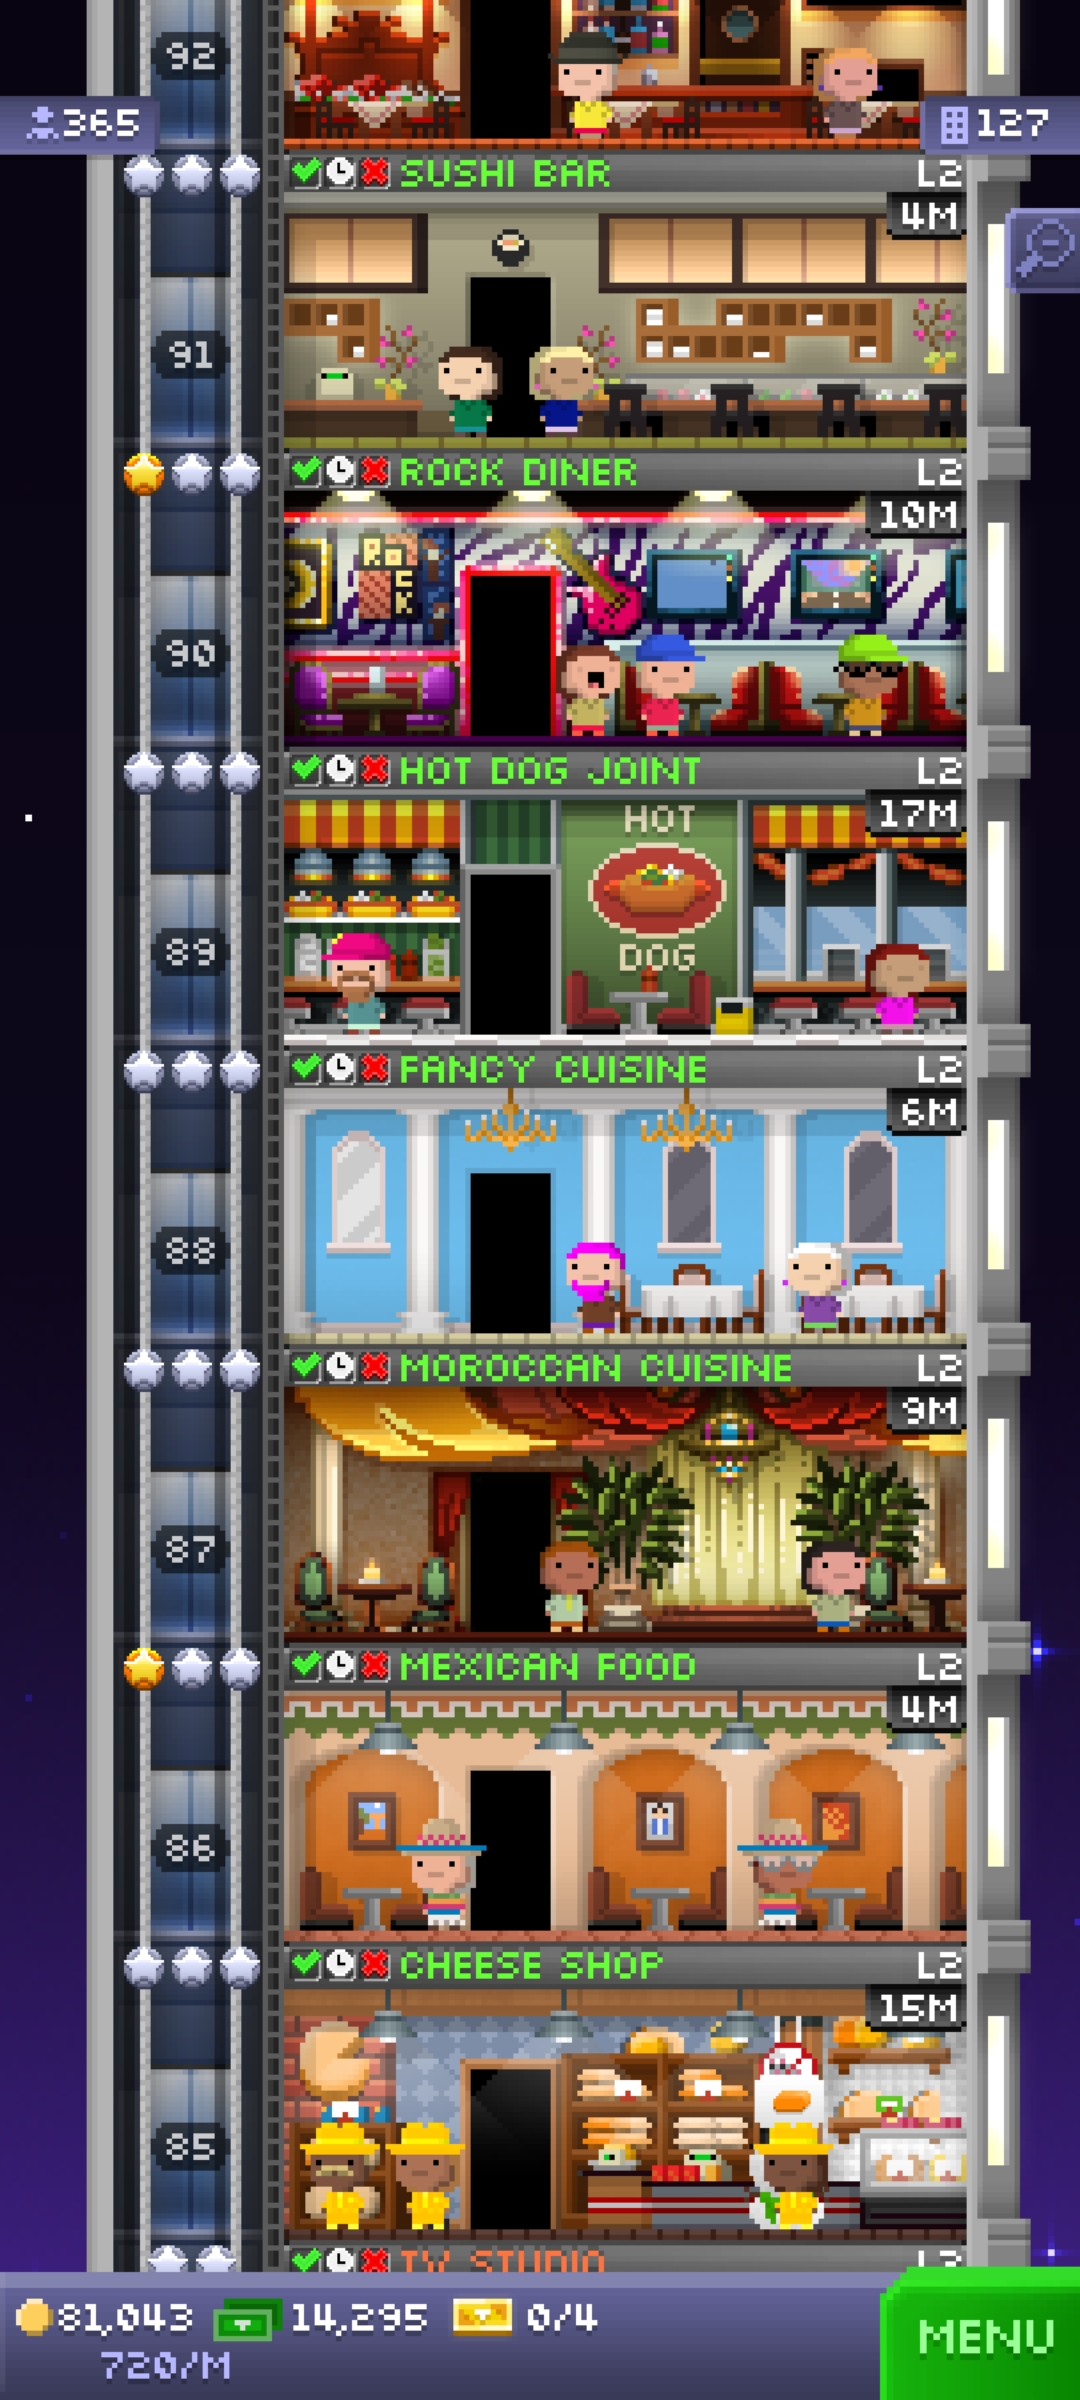 92
365
127
SUSHI BAR L2
4M
91
ROCK DINER L2
10M
ROCK
90
HOT DOG JOINT L2
17M
HOT
DOG
89
FANCY CUISINE L2
6M
88
MOROCCAN CUISINE L2
9M
87
MEXICAN FOOD L2
4M
86
CHEESE SHOP L2
15M
85
TV STUDIO L3
81,043 14,295 0/4
720/M
MENU